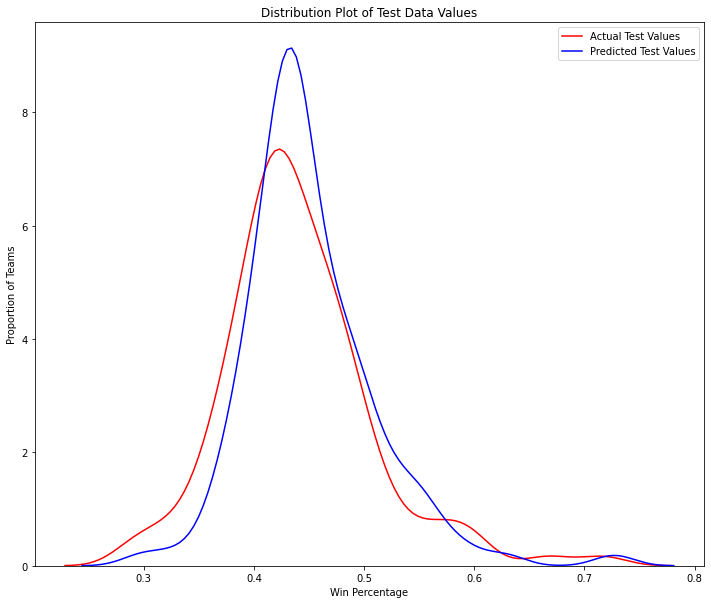 Distribution Plot of Test Data Values
Actual Test Values
Predicted Test Values
Proportion of Teams
8
6
4
2
0
0.3 0.4 0.5 0.6 0.7 0.8
Win Percentage